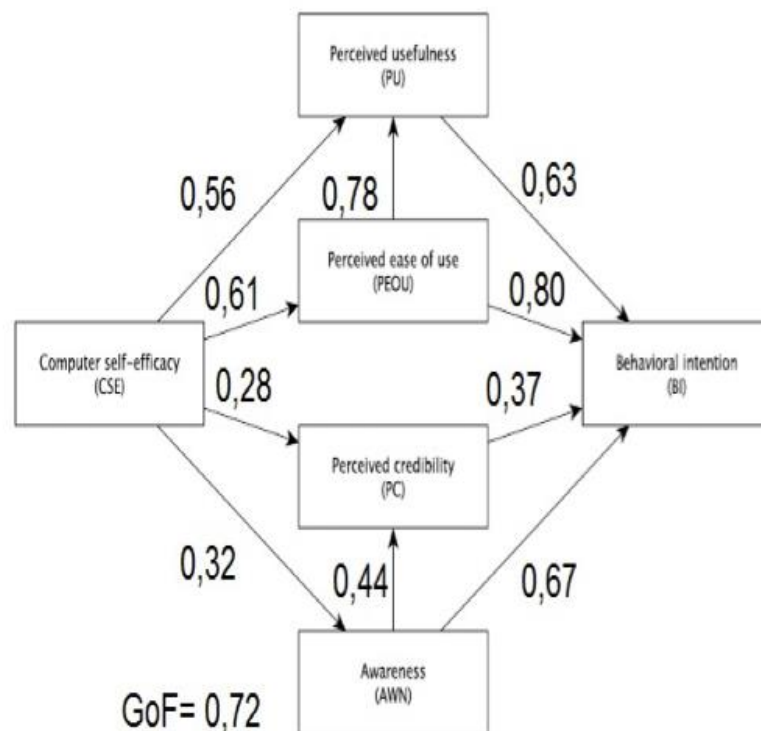 Perceived usefulness
(PU)
0,56
0,78
0,63
Perceived ease of use
(PEOU)
0,61
0,80
Computer self-efficacy
(CSE)
Behavioral intention
(BI)
0,28
0,37
Perceived credibility
(PC)
0,32
0,44
0,67
Awareness
(AWN)
GoF= 0,72